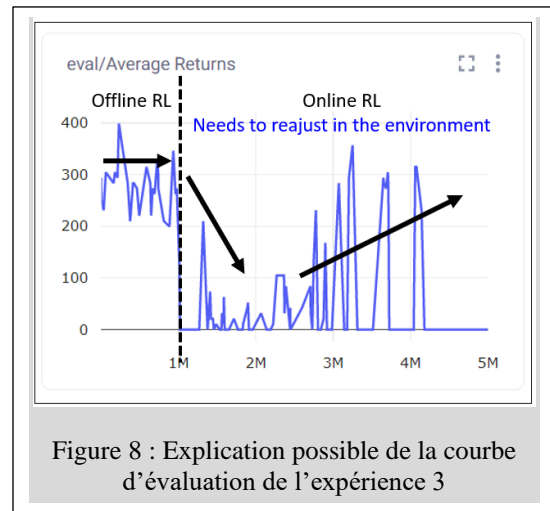 eval/Average Returns
Offline RL
Online RL
Needs to reajust in the environment
400
300
200
100
0
1M
2M
3M
4M
5M
Figure 8 : Explication possible de la courbe
d'évaluation de l'expérience 3